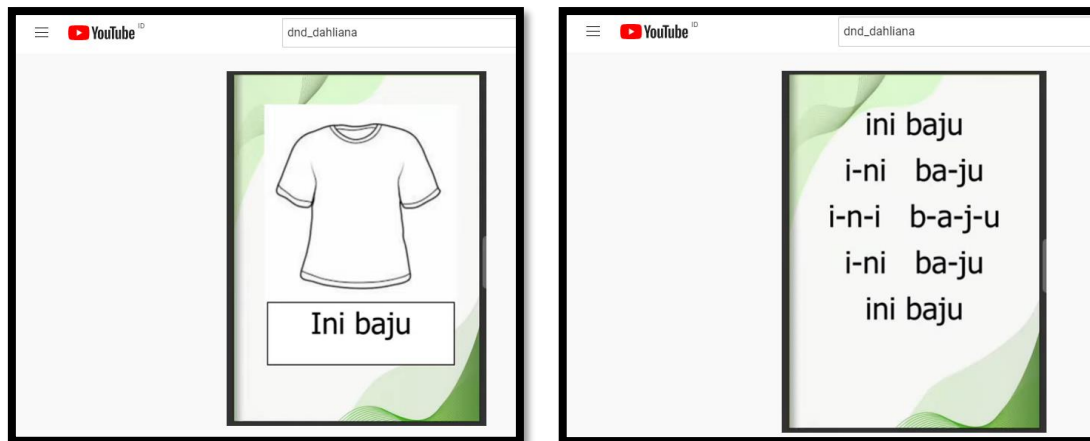 YouTube ID
dnd_dahliana
Ini baju
YouTube ID
dnd_dahliana
ini baju
i-ni ba-ju
i-n-i b-a-j-u
i-ni ba-ju
ini baju